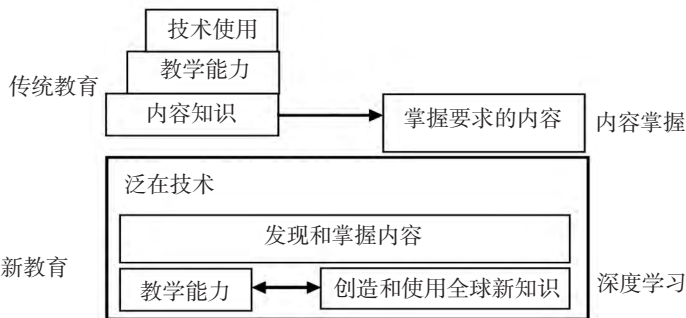 技术使用
教学能力
传统教育
内容知识
掌握要求的内容
内容掌握
泛在技术
发现和掌握内容
新教育
教学能力
创造和使用全球新知识
深度学习